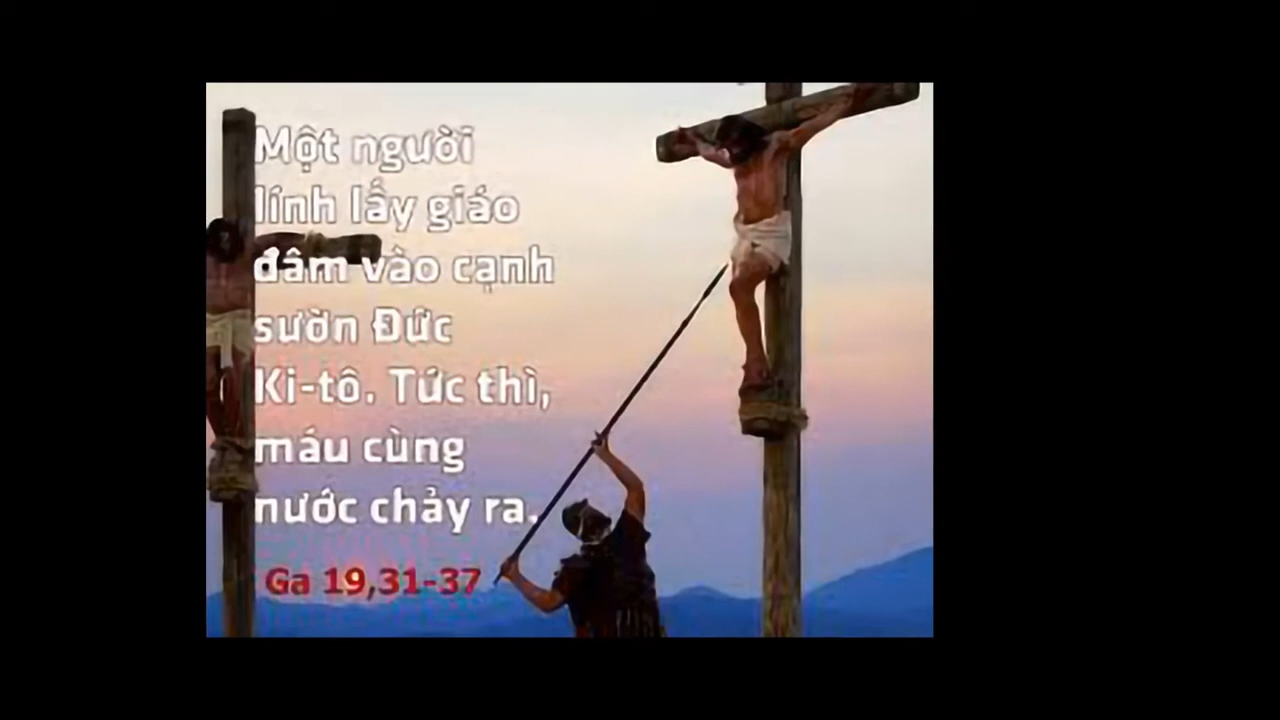 Một người
lính lấy giáo
đâm vào cạnh
sườn Đức
Ki-tô. Tức thì,
máu cùng
nước chảy ra.
Ga 19,31-37